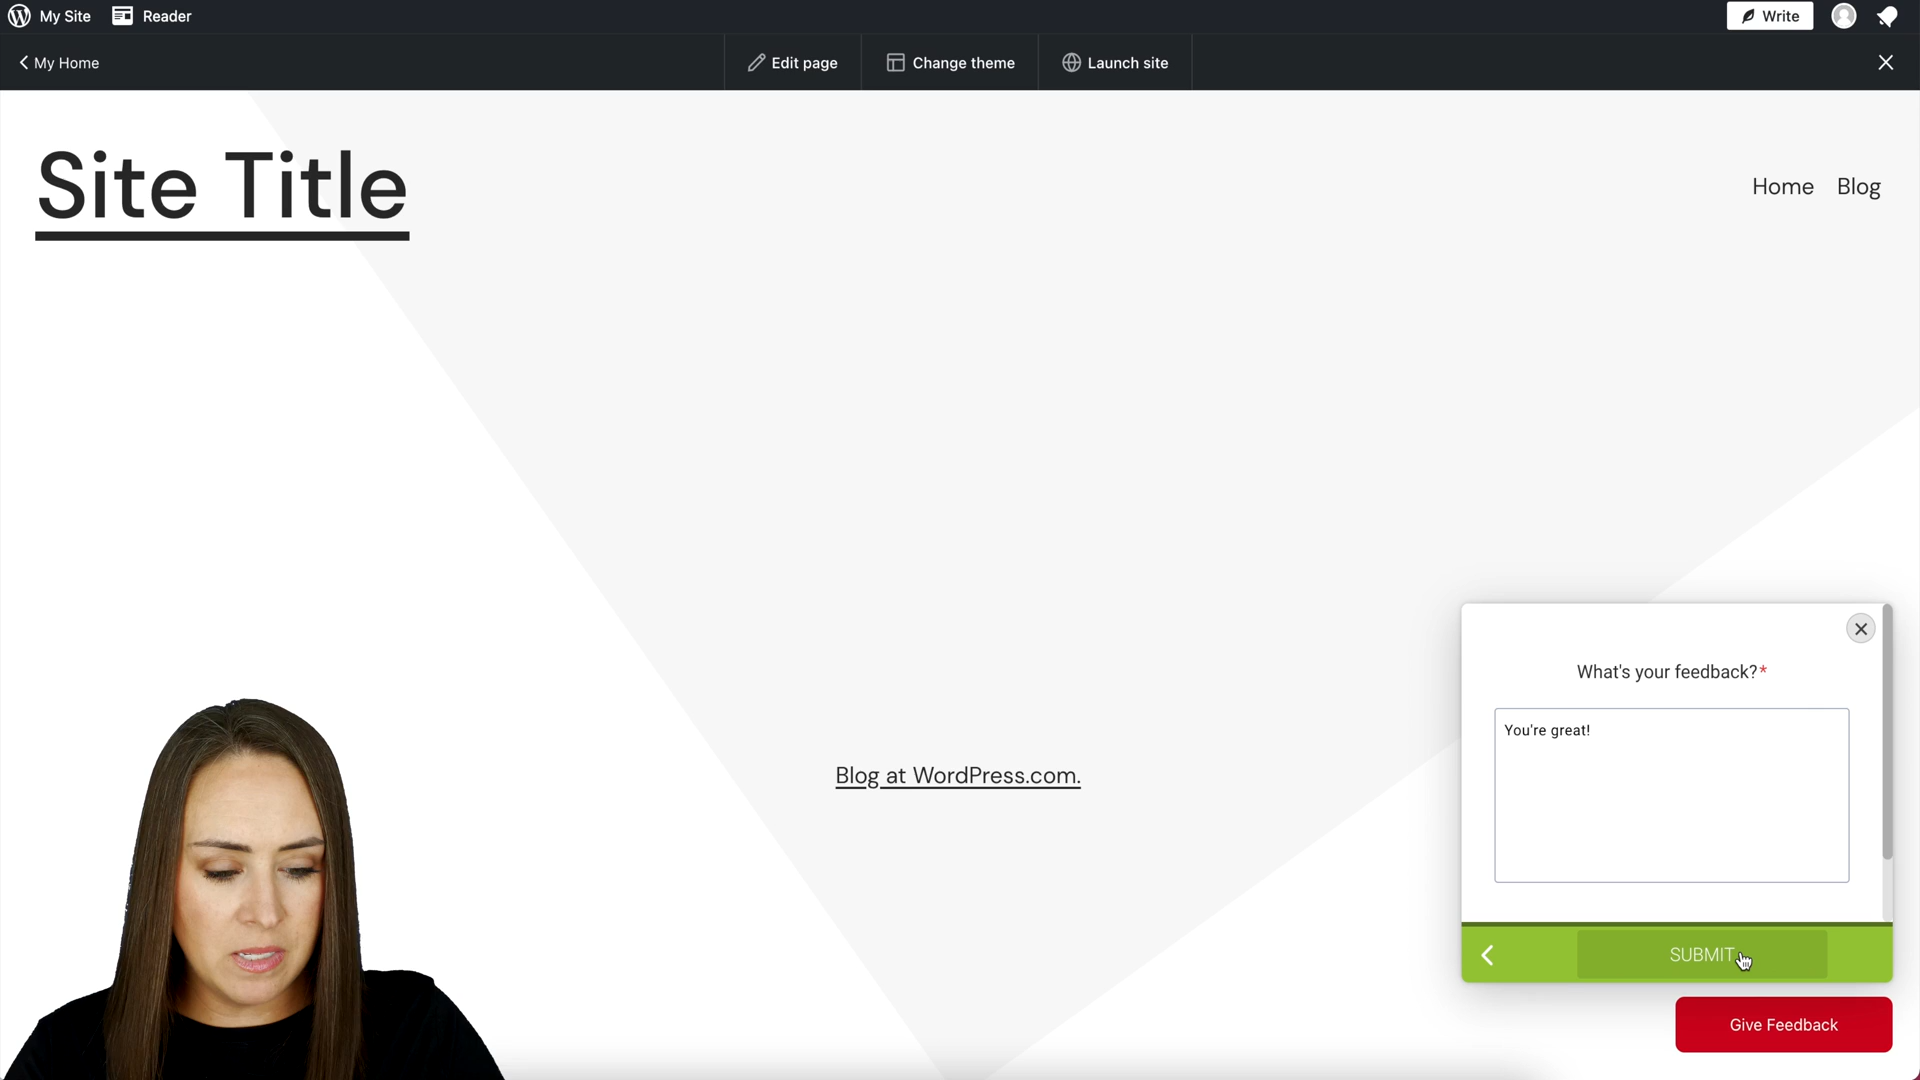 My Site Reader Write
My Home Edit page Change theme Launch site
Site Title
Home Blog
What's your feedback?*
You're great!
Blog at WordPress.com.
SUBMIT
Give Feedback